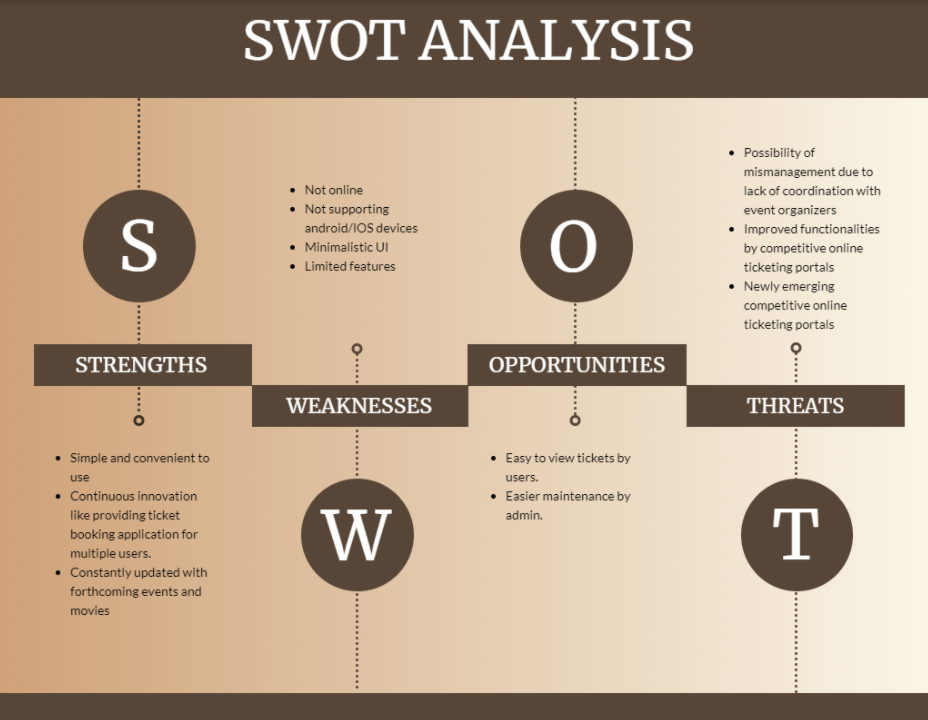 SWOT ANALYSIS
S
STRENGTHS
• Simple and convenient to
use
• Continuous innovation
like providing ticket
booking application for
multiple users.
• Constantly updated with
forthcoming events and
movies
• Not online
• Not supporting
android/IOS devices
• Minimalistic UI
• Limited features
WEAKNESSES
W
O
OPPORTUNITIES
• Easy to view tickets by
users.
• Easier maintenance by
admin.
• Possibility of
mismanagement due to
lack of coordination with
event organizers
• Improved functionalities
by competitive online
ticketing portals
• Newly emerging
competitive online
ticketing portals
THREATS
T